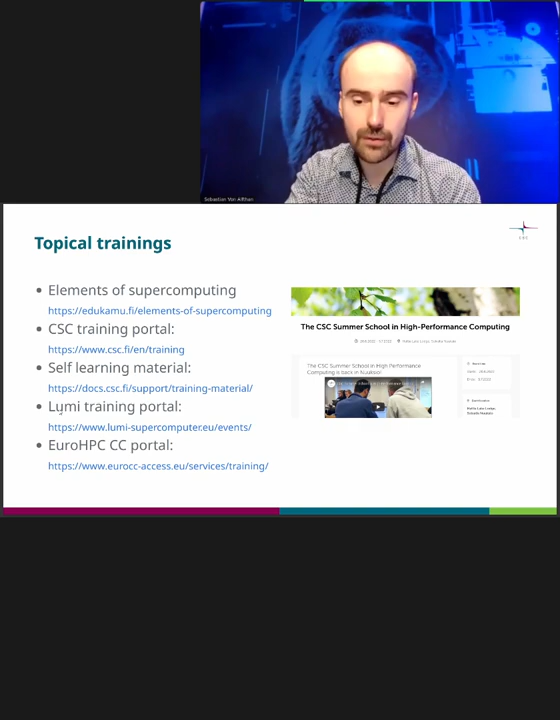 Sebastian Von Alfthan
Topical trainings
CSC
• Elements of supercomputing
https://edukamu.fi/elements-of-supercomputing
• CSC training portal:
https://www.csc.fi/en/training
• Self learning material:
https://docs.csc.fi/support/training-material/
• Lumi training portal:
https://www.lumi-supercomputer.eu/events/
• EuroHPC CC portal:
https://www.eurocc-access.eu/services/training/
The CSC Summer School in High-Performance Computing
The CSC Summer School in High Performance
Computing is back in Nuuksio!